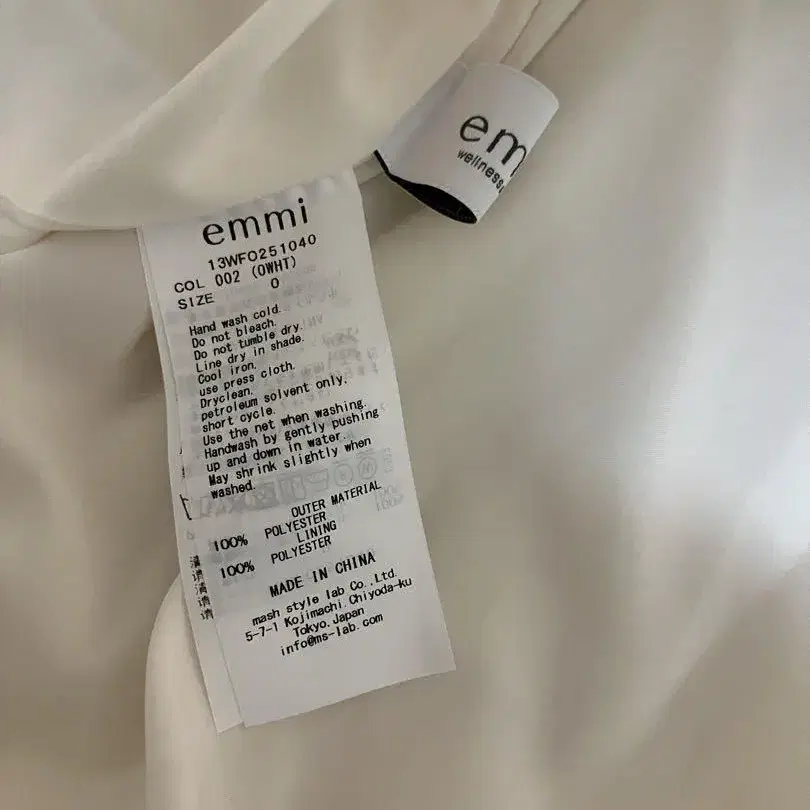 emmi
13WFO251040
COL 002 (OWHT)
SIZE 0
Hand wash cold.
Do not bleach.
Do not tumble dry.
Line dry in shade.
Cool iron.
use press cloth.
Dryclean.
petroleum solvent only,
short cycle.
Use the net when washing.
Handwash by gently pushing
up and down in water.
May shrink slightly when
washed.
OUTER MATERIAL
100% POLYESTER
LINING
100% POLYESTER
MADE IN CHINA
mash style lab Co.,Ltd.
5-7-1 Kojimachi.Chiyoda-ku
Tokyo.Japan
info@ms-lab.com
em
wellness